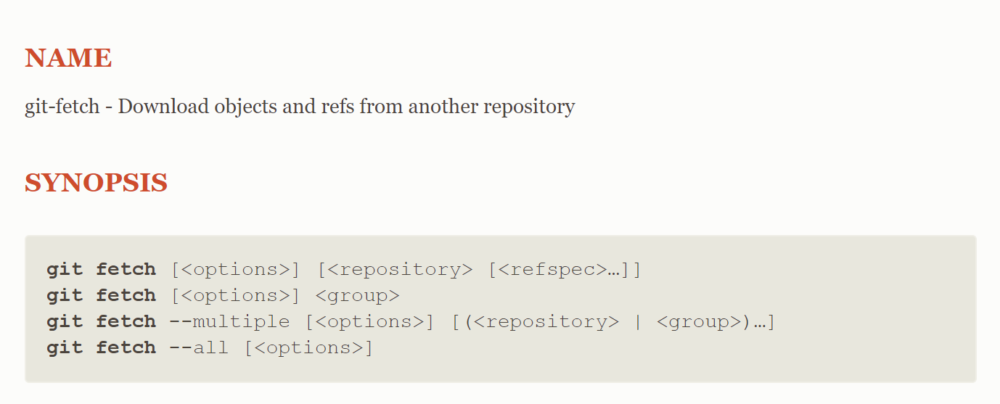 NAME
git-fetch - Download objects and refs from another repository
SYNOPSIS
git fetch [<options>] [<repository> [<refspec>…]]
git fetch [<options>] <group>
git fetch --multiple [<options>] [(<repository> | <group>)…]
git fetch --all [<options>]